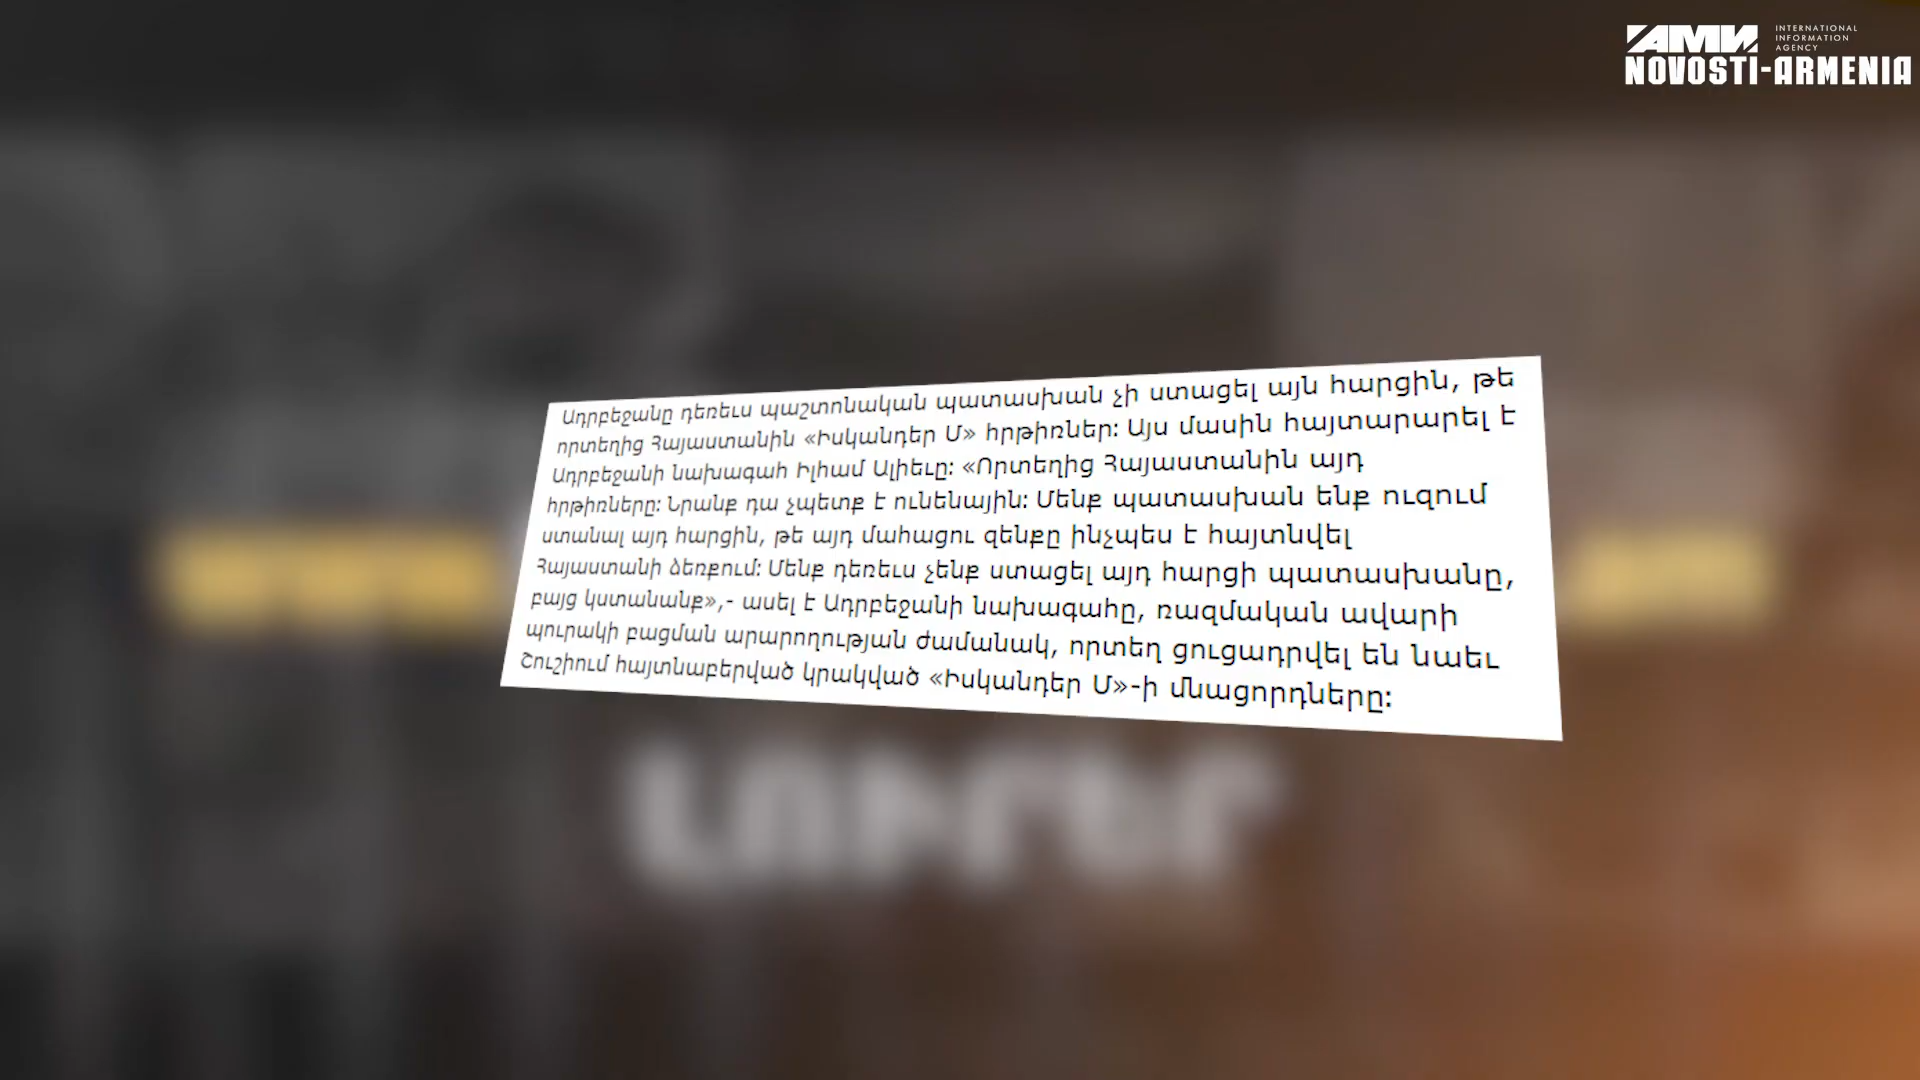 ԱՄИ
INTERNATIONAL
INFORMATION
AGENCY
NOVOSTI-ARMENIA
Ադրբեջանը դեռեւս պաշտոնական պատասխան չի ստացել այն հարցին, թե
որտեղից Հայաստանին «Իսկանդեր Մ» հրթիռներ: Այս մասին հայտարարել է
Ադրբեջանի նախագահ Իլհամ Ալիեւը: «Որտեղից Հայաստանին այդ
հրթիռները: Նրանք դա չպետք է ունենային: Մենք պատասխան ենք ուզում
ստանալ այդ հարցին, թե այդ մահացու զենքը ինչպես է հայտնվել
Հայաստանի ձեռքում: Մենք դեռեւս չենք ստացել այդ հարցի պատասխանը,
բայց կստանանք»,- ասել է Ադրբեջանի նախագահը, ռազմական ավարի
պուրակի բացման արարողության ժամանակ, որտեղ ցուցադրվել են նաեւ
Շուշիում հայտնաբերված կրակված «Իսկանդեր Մ»-ի մնացորդները:
ԼՈՒՐԵՐ